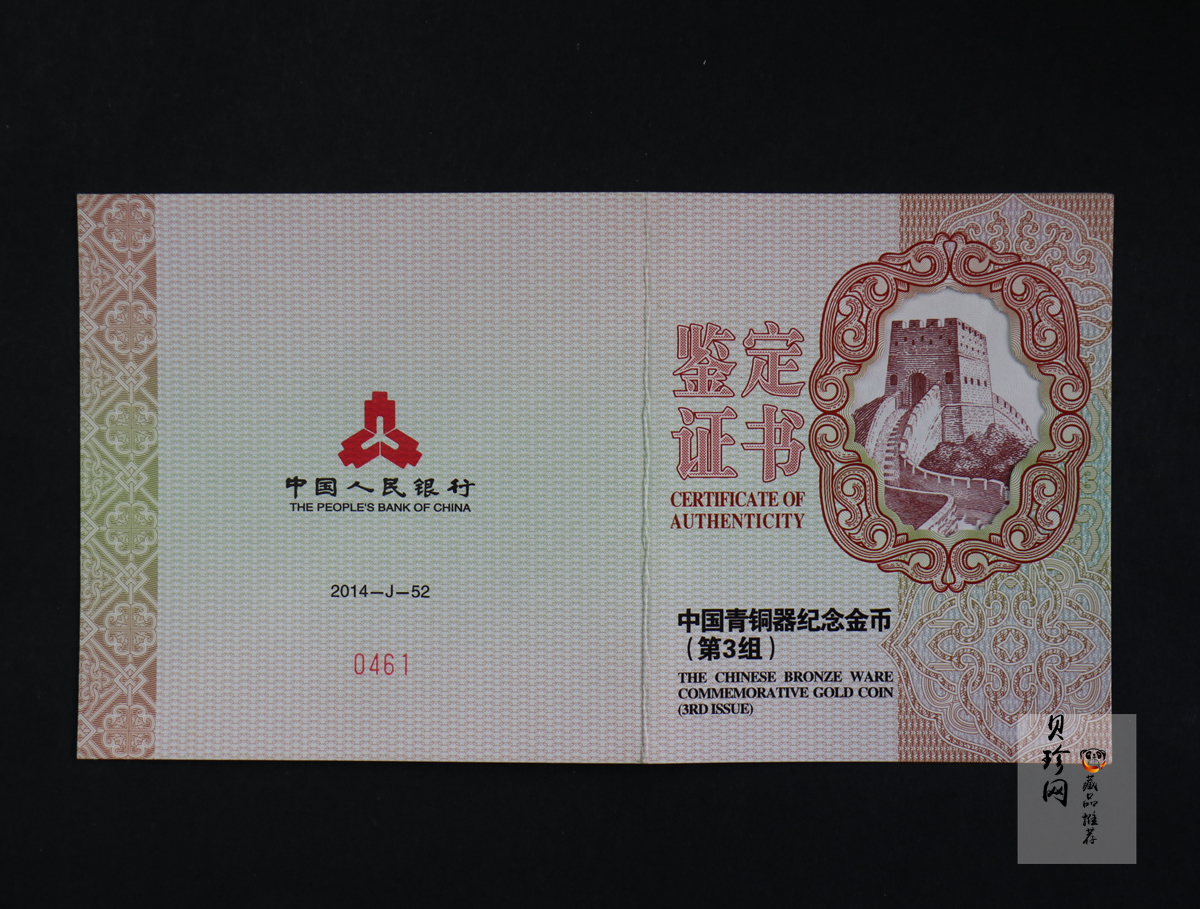 中国人民银行
THE PEOPLE'S BANK OF CHINA
2014—J—52
0461
鉴定
证书
CERTIFICATE OF
AUTHENTICITY
中国青铜器纪念金币
（第3组）
THE CHINESE BRONZE WARE
COMMEMORATIVE GOLD COIN
(3RD ISSUE)
贝珍网
藏品推荐